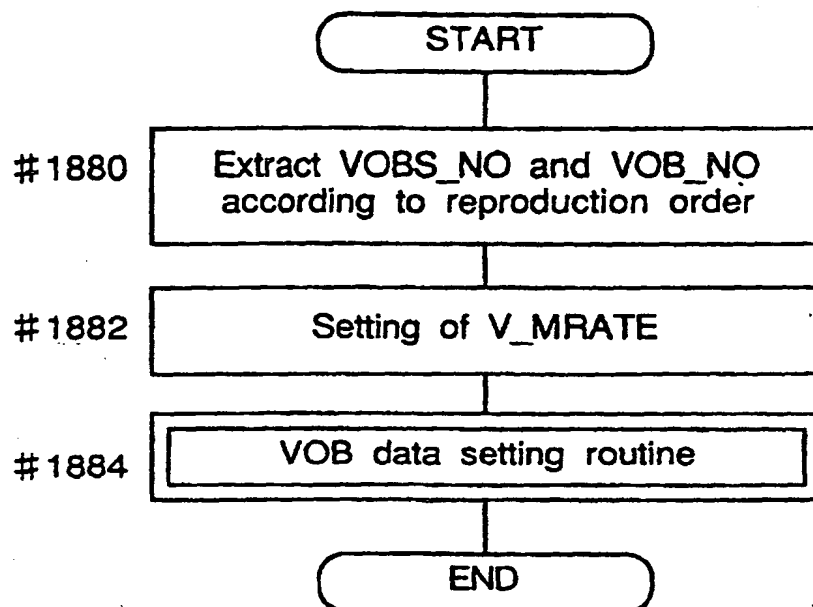 START
#1880
Extract VOBS_NO and VOB_NO
according to reproduction order
#1882
Setting of V_MRATE
#1884
VOB data setting routine
END